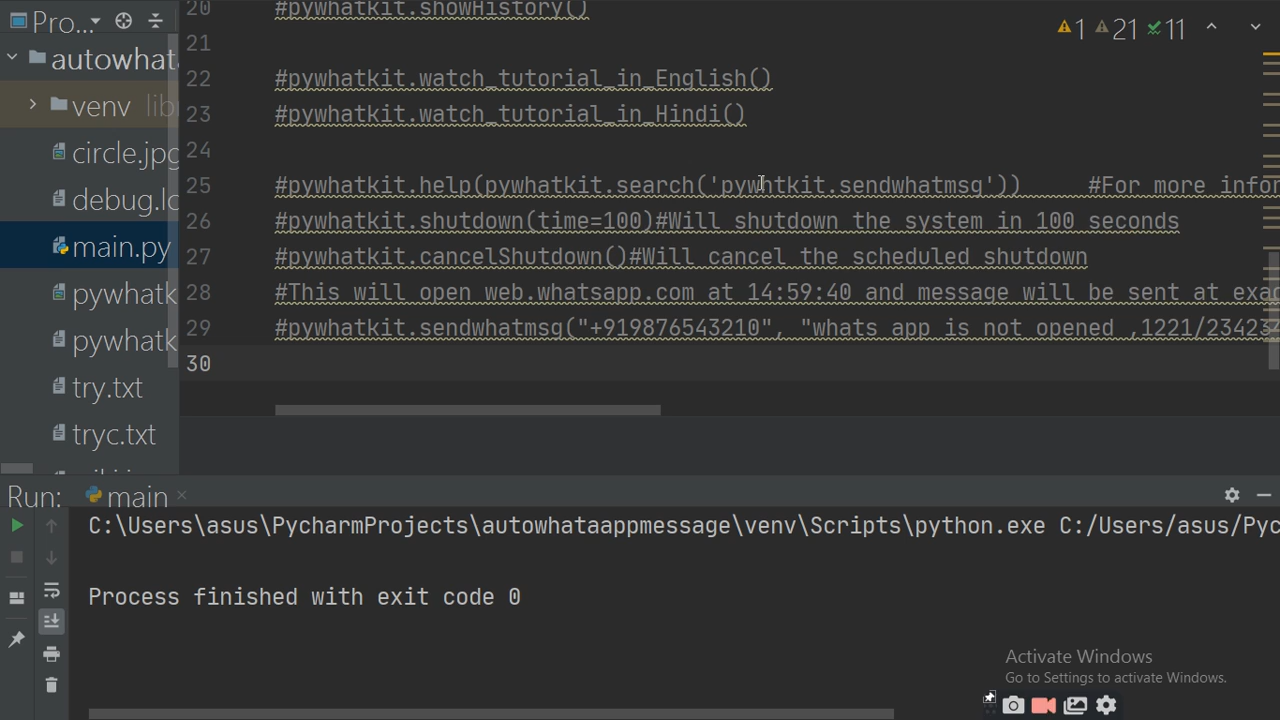 Pro...
1 21 11
autowhata
venv lib
circle.jpg
debug.lo
main.py
pywhatk
pywhatk
try.txt
tryc.txt
20 #pywhatkit.showHistory()
21
22 #pywhatkit.watch_tutorial_in_English()
23 #pywhatkit.watch_tutorial_in_Hindi()
24
25 #pywhatkit.help(pywhatkit.search('pywhtkit.sendwhatmsg')) #For more infor
26 #pywhatkit.shutdown(time=100)#Will shutdown the system in 100 seconds
27 #pywhatkit.cancelShutdown()#Will cancel the scheduled shutdown
28 #This will open web.whatsapp.com at 14:59:40 and message will be sent at exac
29 #pywhatkit.sendwhatmsg("+919876543210", "whats app is not opened ,1221/23423
30
Run: main
C:\Users\asus\PycharmProjects\autowhataappmessage\venv\Scripts\python.exe C:/Users/asus/Pyc
Process finished with exit code 0
Activate Windows
Go to Settings to activate Windows.